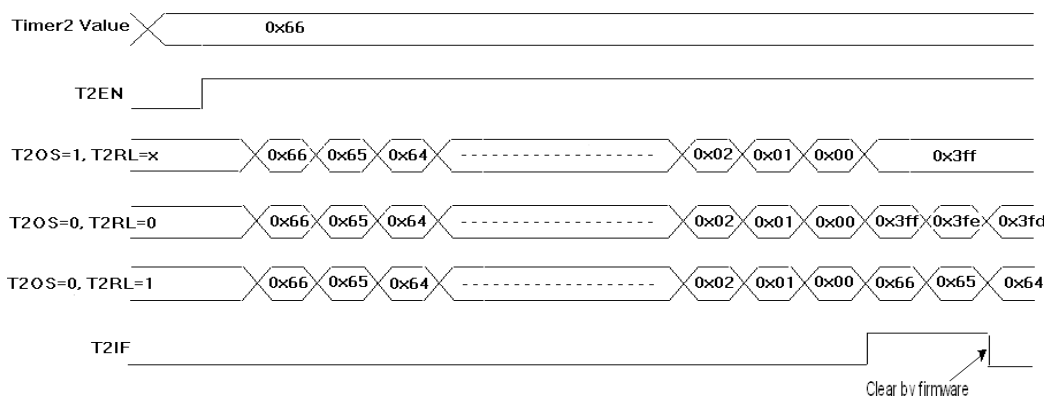 Timer2 Value 0x66
T2EN
T2OS=1, T2RL=x 0x66 0x65 0x64 0x02 0x01 0x00 0x3ff
T2OS=0, T2RL=0 0x66 0x65 0x64 0x02 0x01 0x00 0x3ff 0x3fe 0x3fd
T2OS=0, T2RL=1 0x66 0x65 0x64 0x02 0x01 0x00 0x66 0x65 0x64
T2IF
Clear by firmware